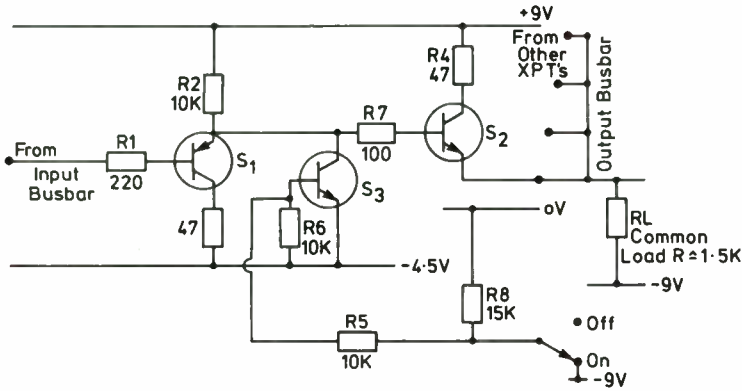 +9V
From
Other
XPT's
Output Busbar
R4
47
R2
10K
R7
100
S2
R1
220
From
Input
Busbar
S1
S3
47
R6
10K
oV
RL
Common
Load R≏1·5K
-9V
-4·5V
R8
15K
R5
10K
Off
On
-9V